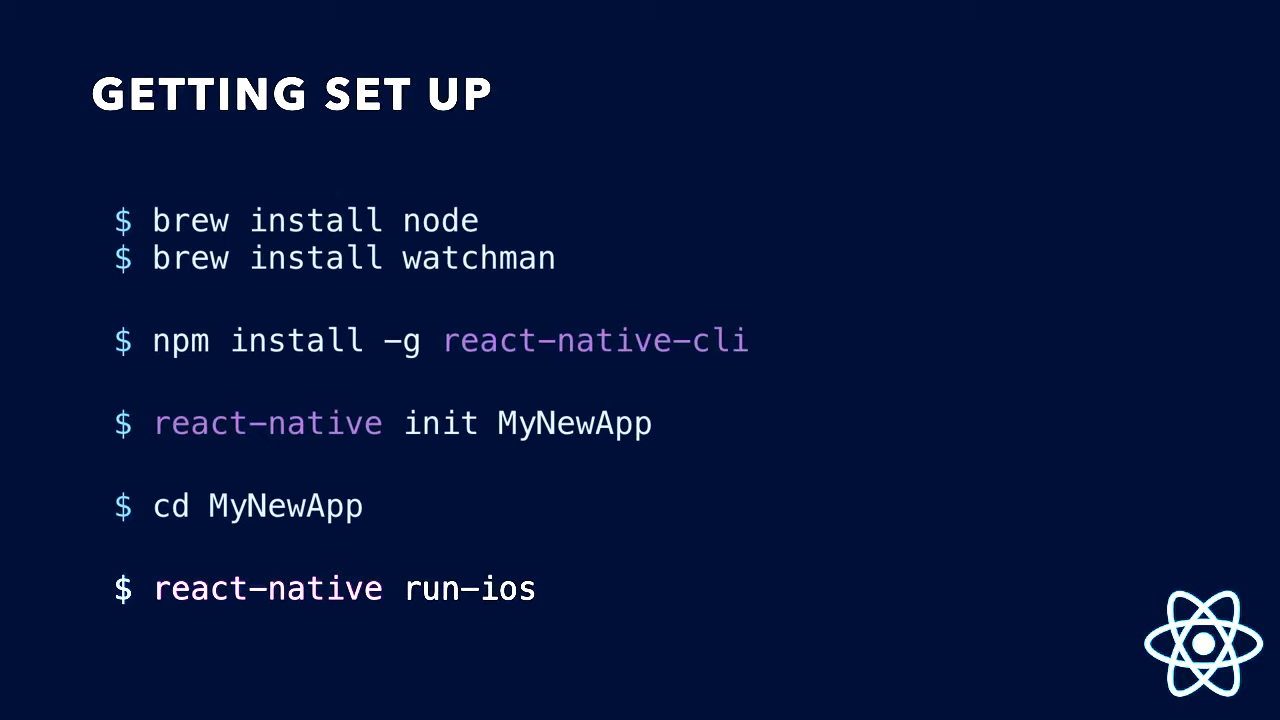 GETTING SET UP
$ brew install node
$ brew install watchman
$ npm install -g react-native-cli
$ react-native init MyNewApp
$ cd MyNewApp
$ react-native run-ios